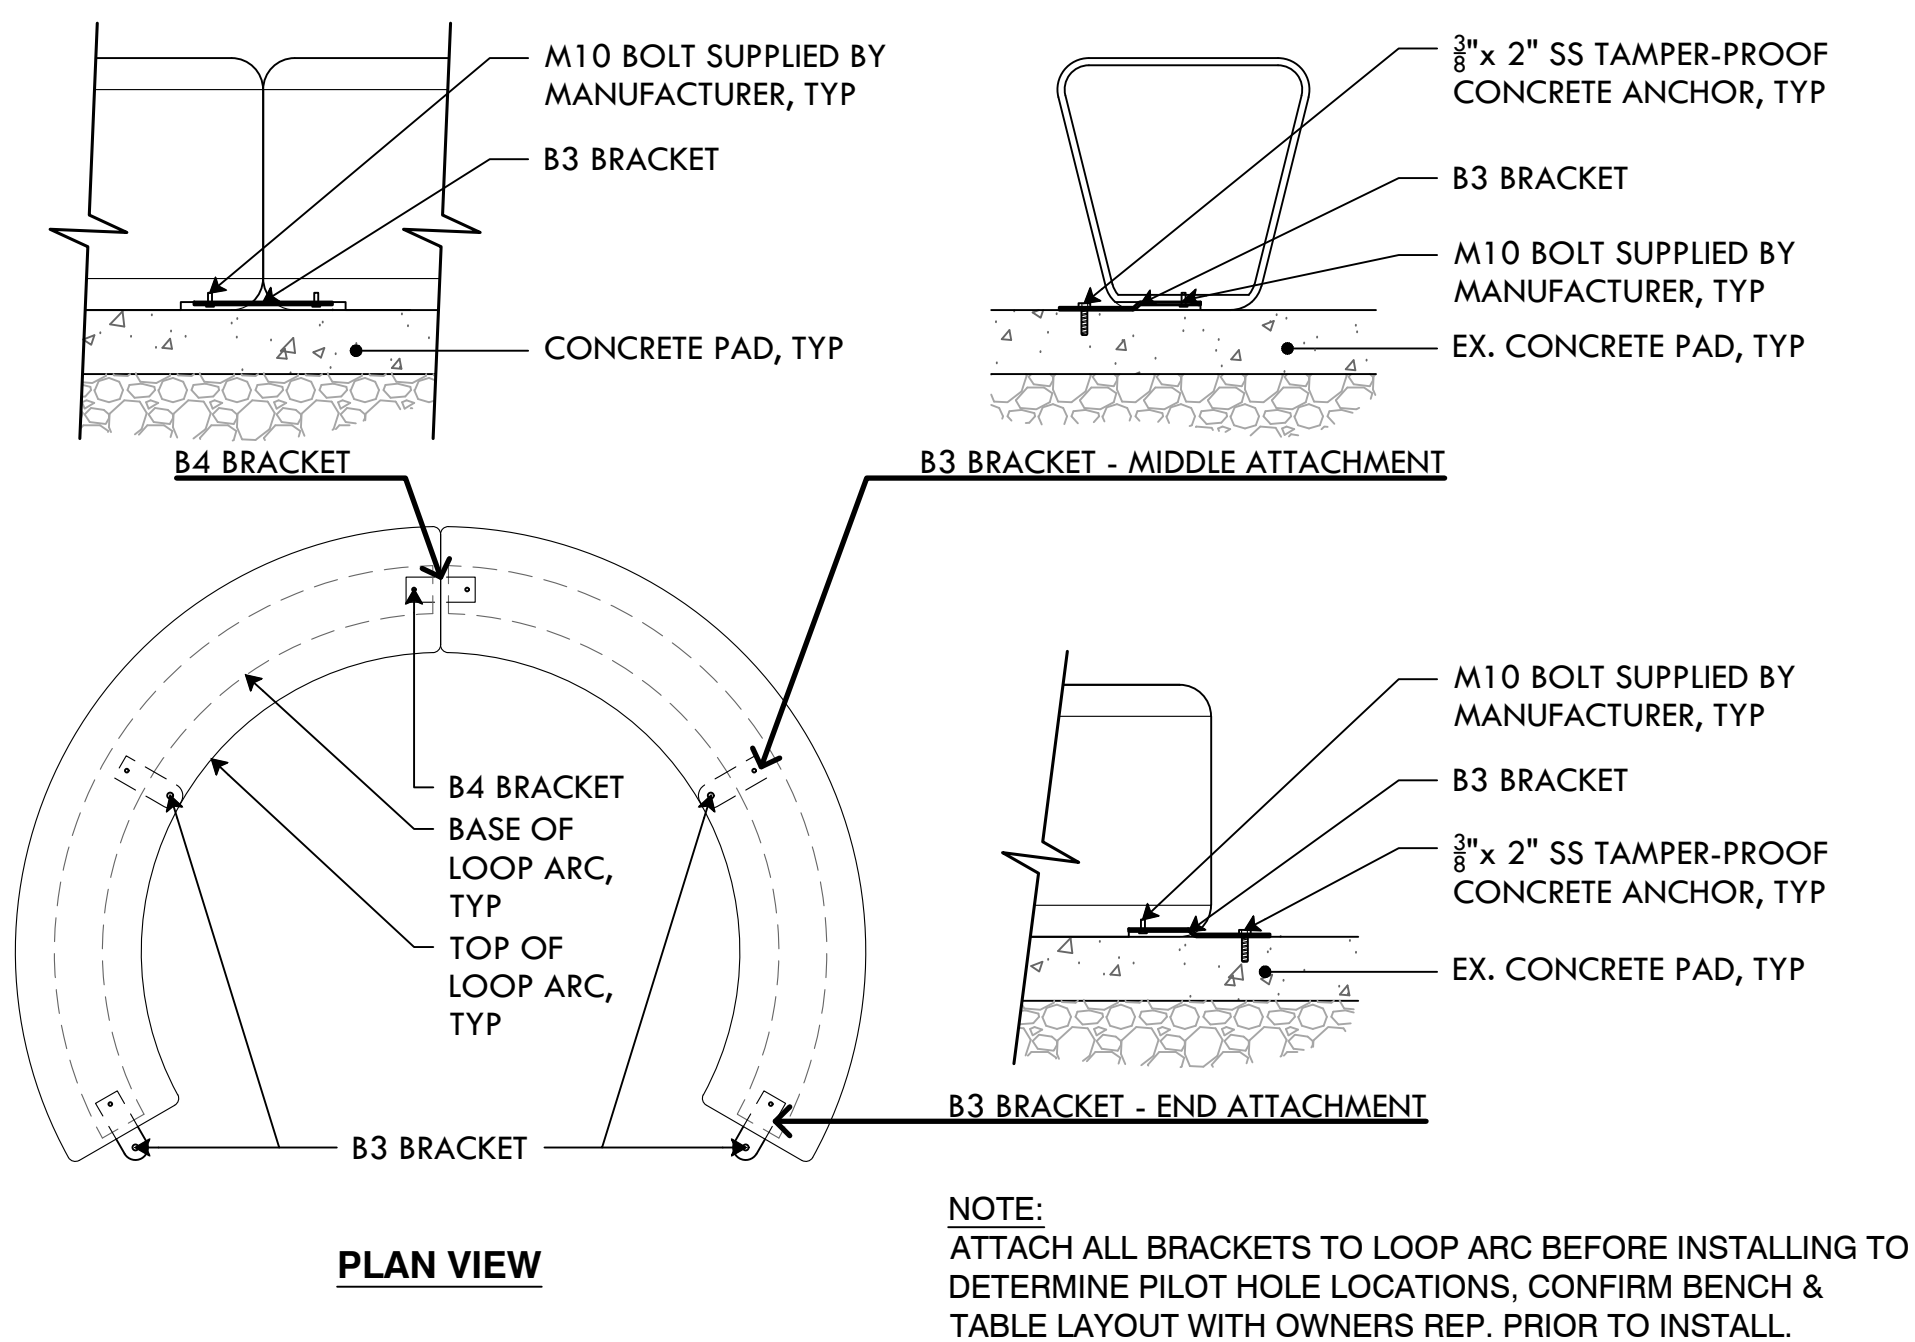 M10 BOLT SUPPLIED BY
MANUFACTURER, TYP
B3 BRACKET
CONCRETE PAD, TYP
B4 BRACKET
3/8"x 2" SS TAMPER-PROOF
CONCRETE ANCHOR, TYP
B3 BRACKET
M10 BOLT SUPPLIED BY
MANUFACTURER, TYP
EX. CONCRETE PAD, TYP
B3 BRACKET - MIDDLE ATTACHMENT
B4 BRACKET
BASE OF
LOOP ARC,
TYP
TOP OF
LOOP ARC,
TYP
B3 BRACKET
PLAN VIEW
M10 BOLT SUPPLIED BY
MANUFACTURER, TYP
B3 BRACKET
3/8"x 2" SS TAMPER-PROOF
CONCRETE ANCHOR, TYP
EX. CONCRETE PAD, TYP
B3 BRACKET - END ATTACHMENT
NOTE:
ATTACH ALL BRACKETS TO LOOP ARC BEFORE INSTALLING TO
DETERMINE PILOT HOLE LOCATIONS, CONFIRM BENCH &
TABLE LAYOUT WITH OWNERS REP. PRIOR TO INSTALL.